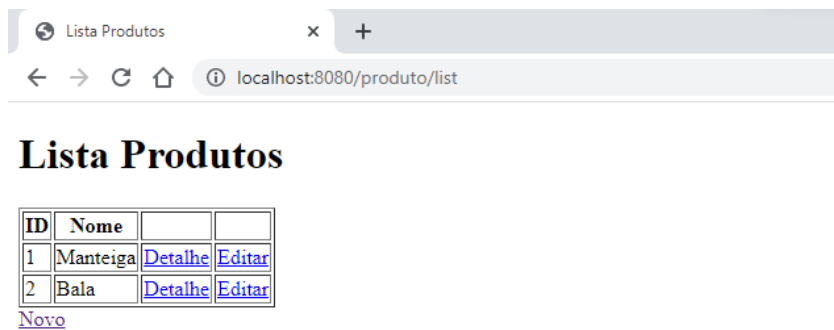 Lista Produtos
localhost:8080/produto/list
Lista Produtos
ID Nome
1 Manteiga Detalhe Editar
2 Bala Detalhe Editar
Novo